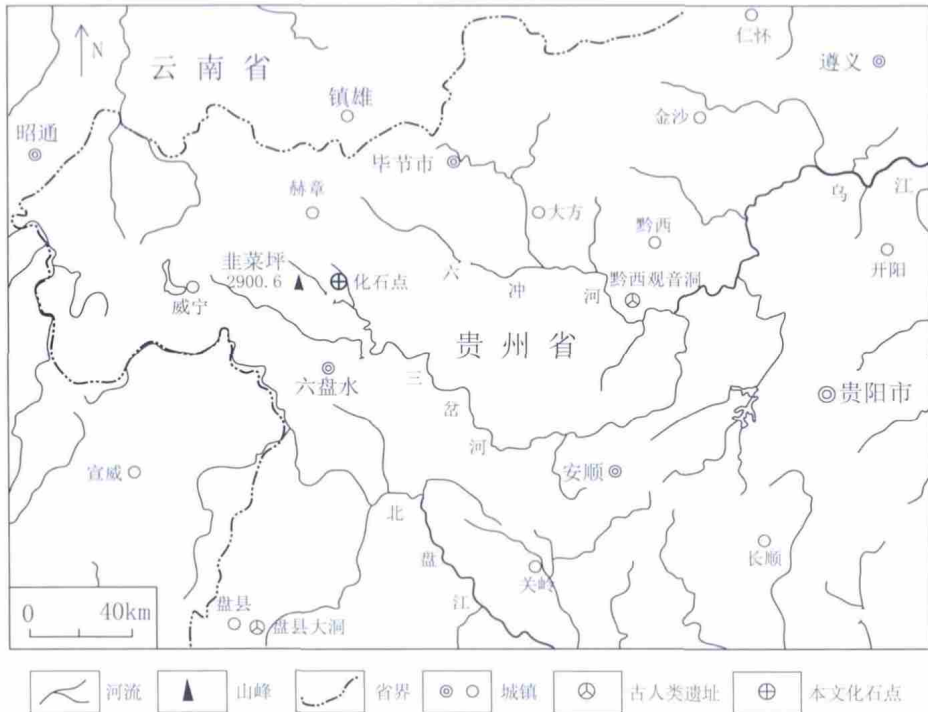 N
云南省
仁怀
遵义
昭通
镇雄
金沙
毕节市
乌江
赫章
大方
黔西
开阳
韭菜坪
2900.6
化石点
六冲河
黔西观音洞
威宁
贵州省
六盘水
三岔河
贵阳市
宣威
安顺
北盘江
长顺
关岭
盘县
盘县大洞
0 40km
河流
山峰
省界
城镇
古人类遗址
本文化石点